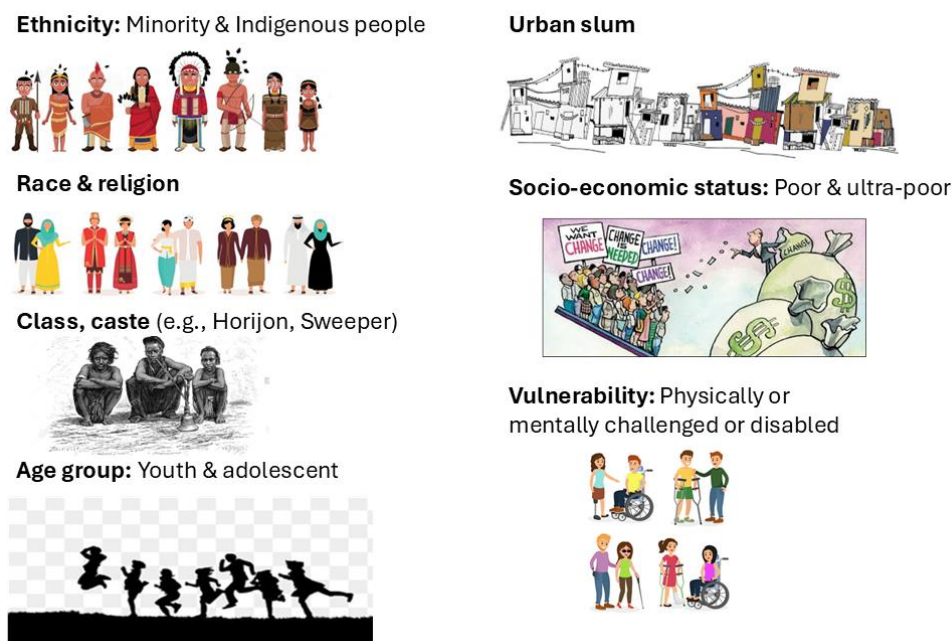 Ethnicity: Minority & Indigenous people
Race & religion
Class, caste (e.g., Horijon, Sweeper)
Age group: Youth & adolescent
Urban slum
Socio-economic status: Poor & ultra-poor
WE
WANT
CHANGE
CHANGE
IS
NEEDED
CHANGE!
CHANGE!
CHANGE
$
$
Vulnerability: Physically or
mentally challenged or disabled